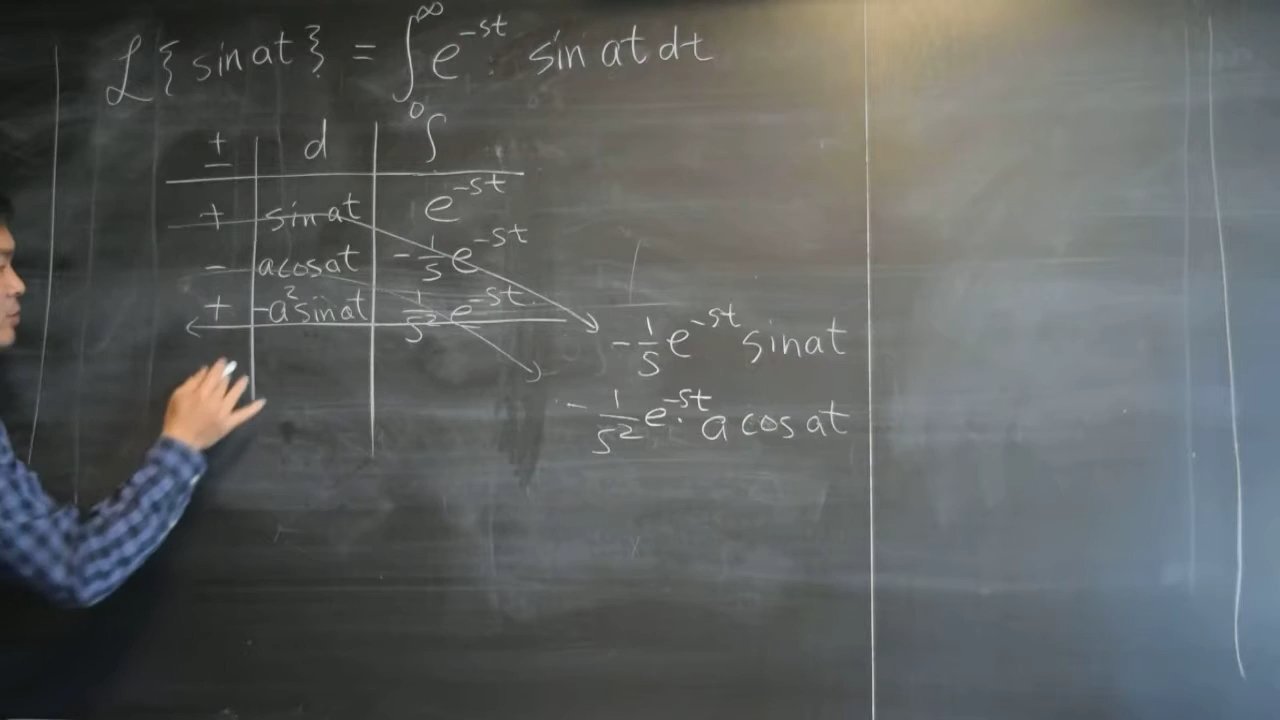 ℒ{sin at} = ∫₀^∞ e^{-st} · sin at dt
± | d | ∫
+ | sin at | e^{-st}
- | a cos at | -1/s e^{-st}
+ | -a² sin at | 1/s² e^{-st}
-1/s e^{-st} sin at
-1/s² e^{-st} · a cos at